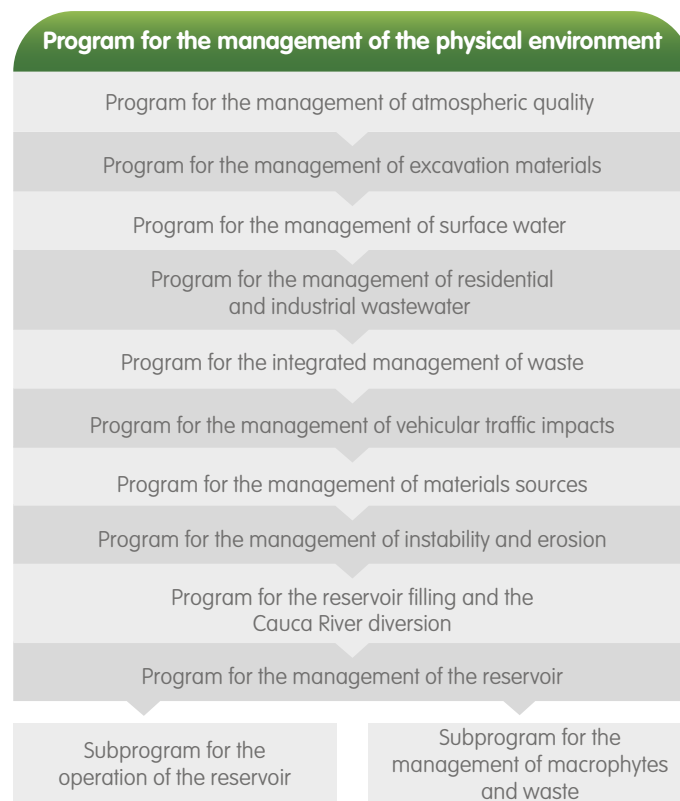 Program for the management of the physical environment
Program for the management of atmospheric quality
Program for the management of excavation materials
Program for the management of surface water
Program for the management of residential
and industrial wastewater
Program for the integrated management of waste
Program for the management of vehicular traffic impacts
Program for the management of materials sources
Program for the management of instability and erosion
Program for the reservoir filling and the
Cauca River diversion
Program for the management of the reservoir
Subprogram for the
operation of the reservoir
Subprogram for the
management of macrophytes
and waste